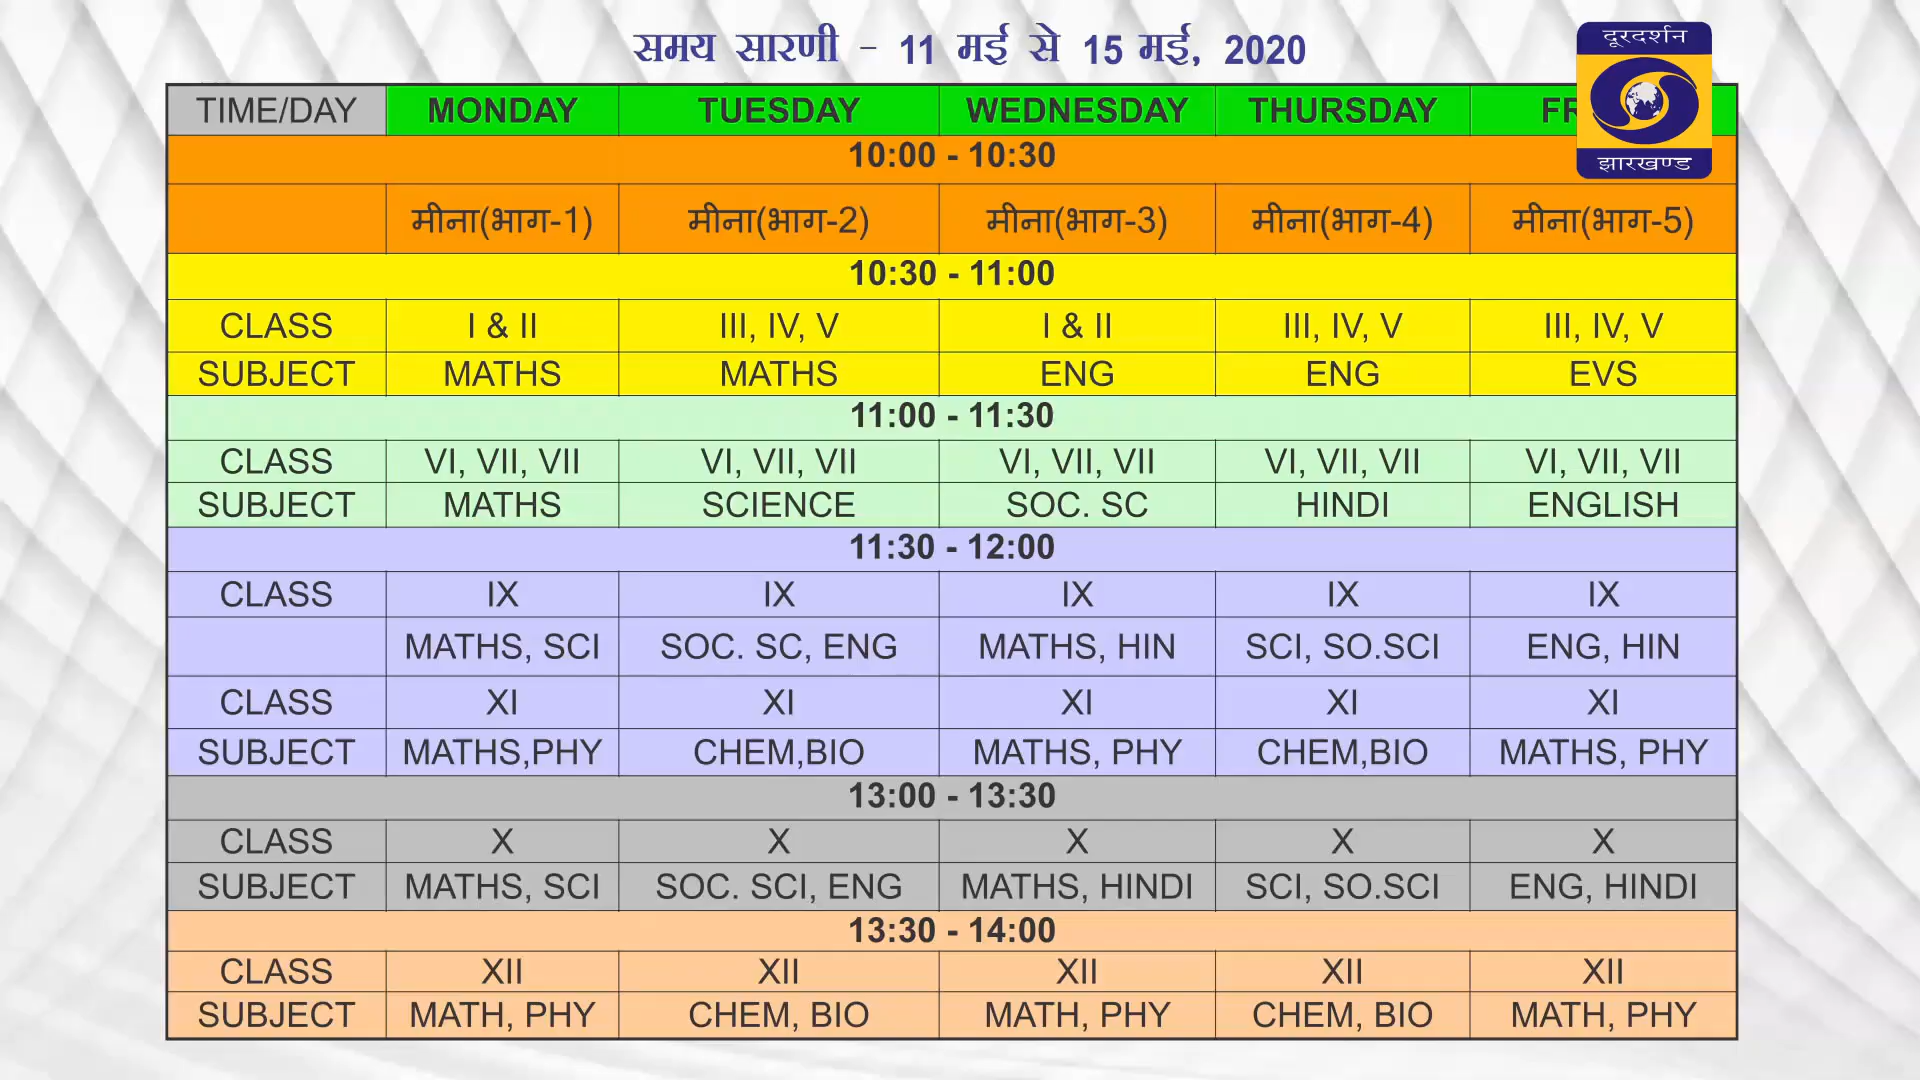 समय सारणी - 11 मई से 15 मई, 2020
दूरदर्शन
झारखण्ड
TIME/DAY MONDAY TUESDAY WEDNESDAY THURSDAY
10:00 - 10:30
मीना(भाग-1) मीना(भाग-2) मीना(भाग-3) मीना(भाग-4) मीना(भाग-5)
10:30 - 11:00
CLASS I & II III, IV, V I & II III, IV, V III, IV, V
SUBJECT MATHS MATHS ENG ENG EVS
11:00 - 11:30
CLASS VI, VII, VII VI, VII, VII VI, VII, VII VI, VII, VII VI, VII, VII
SUBJECT MATHS SCIENCE SOC. SC HINDI ENGLISH
11:30 - 12:00
CLASS IX IX IX IX IX
MATHS, SCI SOC. SC, ENG MATHS, HIN SCI, SO.SCI ENG, HIN
CLASS XI XI XI XI XI
SUBJECT MATHS,PHY CHEM,BIO MATHS, PHY CHEM,BIO MATHS, PHY
13:00 - 13:30
CLASS X X X X X
SUBJECT MATHS, SCI SOC. SCI, ENG MATHS, HINDI SCI, SO.SCI ENG, HINDI
13:30 - 14:00
CLASS XII XII XII XII XII
SUBJECT MATH, PHY CHEM, BIO MATH, PHY CHEM, BIO MATH, PHY